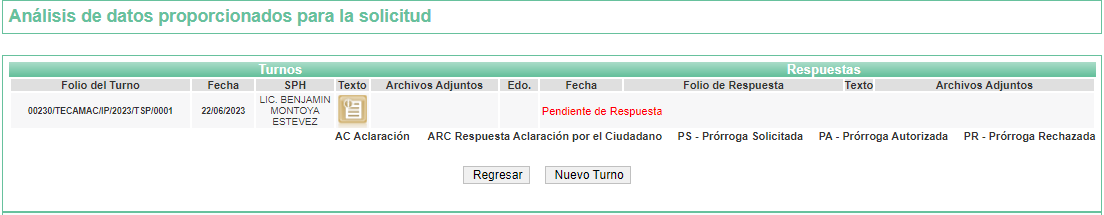 Análisis de datos proporcionados para la solicitud
Turnos Respuestas
Folio del Turno Fecha SPH Texto Archivos Adjuntos Edo. Fecha Folio de Respuesta Texto Archivos Adjuntos
00230/TECAMAC/IP/2023/TSP/0001 22/06/2023 LIC. BENJAMIN
MONTOYA
ESTEVEZ
Pendiente de Respuesta
AC Aclaración ARC Respuesta Aclaración por el Ciudadano PS - Prórroga Solicitada PA - Prórroga Autorizada PR - Prórroga Rechazada
Regresar Nuevo Turno